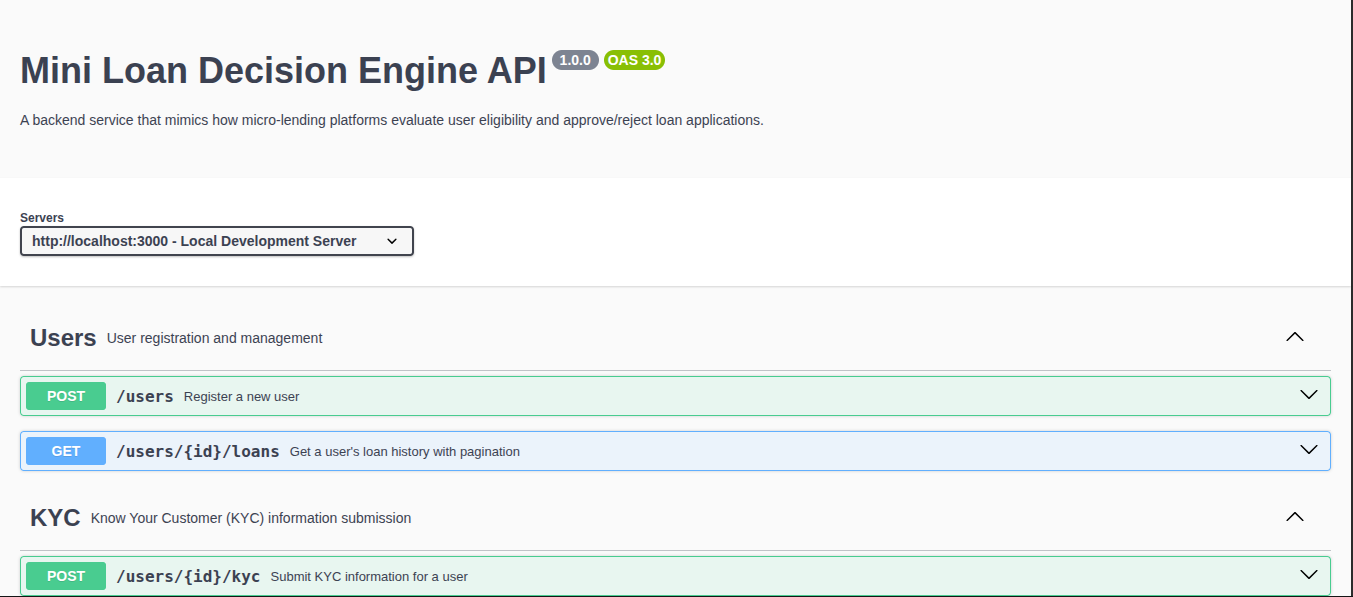 Mini Loan Decision Engine API 1.0.0 OAS 3.0
A backend service that mimics how micro-lending platforms evaluate user eligibility and approve/reject loan applications.
Servers
http://localhost:3000 - Local Development Server
Users User registration and management
POST /users Register a new user
GET /users/{id}/loans Get a user's loan history with pagination
KYC Know Your Customer (KYC) information submission
POST /users/{id}/kyc Submit KYC information for a user